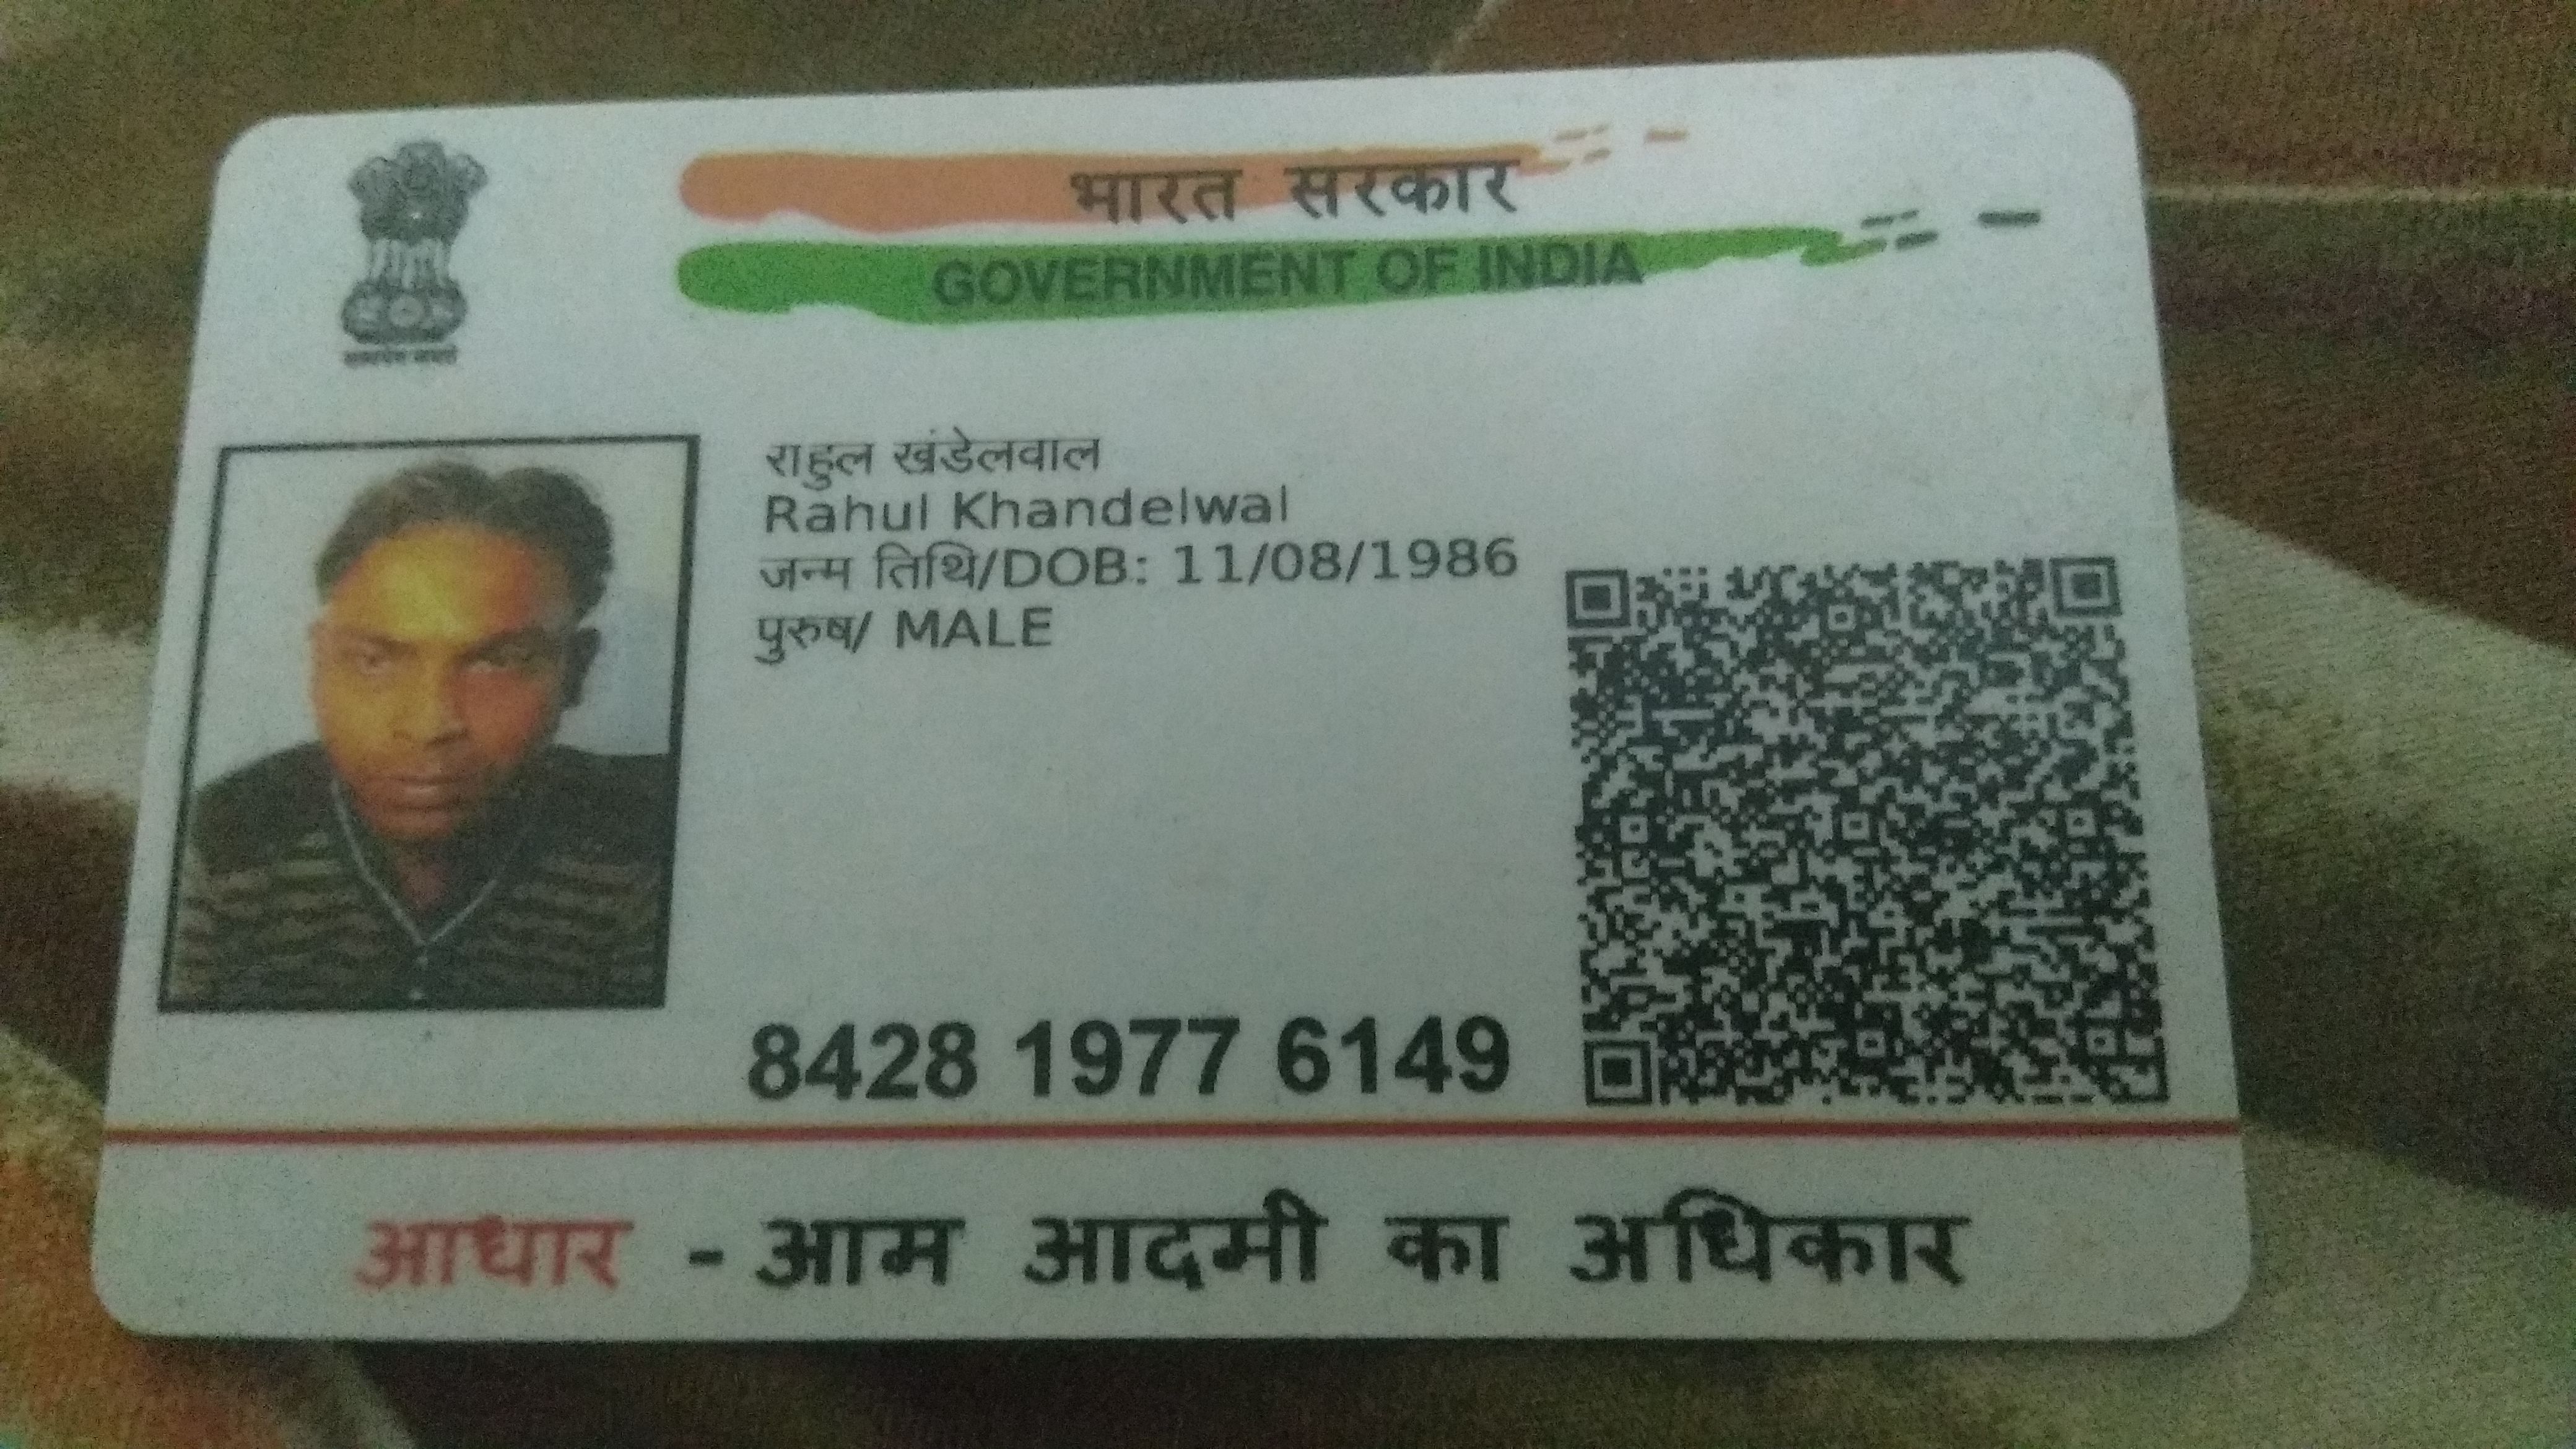 भारत सरकार
GOVERNMENT OF INDIA
राहुल खंडेलवाल
Rahul Khandelwal
जन्म तिथि/DOB: 11/08/1986
पुरुष/ MALE
8428 1977 6149
आधार - आम आदमी का अधिकार